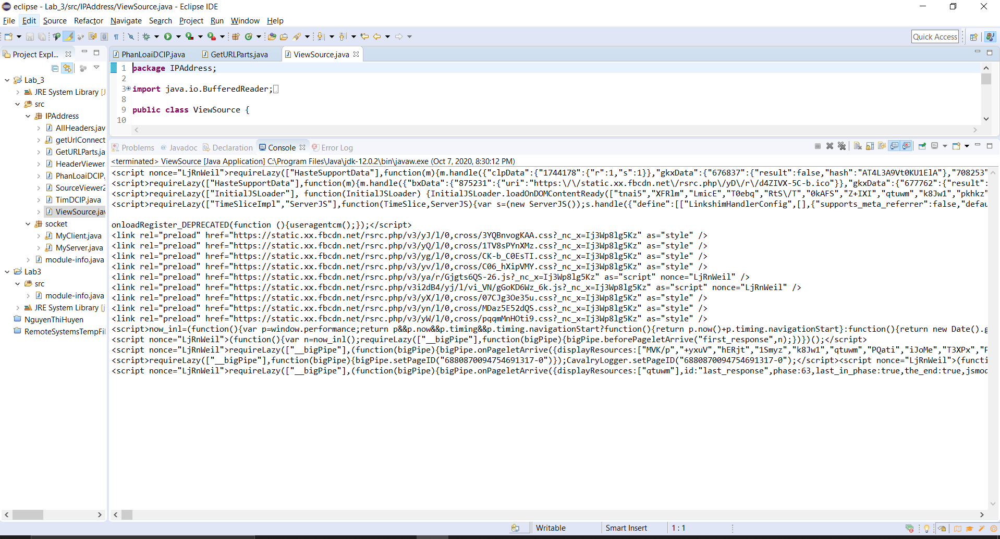 eclipse - Lab_3/src/IPAddress/ViewSource.java - Eclipse IDE
File Edit Source Refactor Navigate Search Project Run Window Help
Quick Access
Project Expl...
PhanLoaiDCIP.java GetURLParts.java ViewSource.java
Lab_3
JRE System Library [J
src
IPAddress
AllHeaders.jav
getUrlConnect
GetURLParts.ja
HeaderViewer
PhanLoaiDCIP.
SourceViewer2
TimDCIP.java
ViewSource.jav
socket
MyClient.java
MyServer.java
module-info.java
Lab3
src
module-info.java
JRE System Library [j
NguyenThiHuyen
RemoteSystemsTempFil
1 package IPAddress;
2
3 import java.io.BufferedReader;
8
9 public class ViewSource {
10
Problems @ Javadoc Declaration Console Error Log
<terminated> ViewSource [Java Application] C:\Program Files\Java\jdk-12.0.2\bin\javaw.exe (Oct 7, 2020, 8:30:12 PM)
<script nonce="LjRnWeil">requireLazy(["HasteSupportData"],function(m){m.handle({"clpData":{"1744178":{"r":1,"s":1}},"gkxData":{"676837":{"result":false,"hash":"AT4L3A9Vt0KU1ElA"},"708253"
<script>requireLazy(["HasteSupportData"],function(m){m.handle({"bxData":{"875231":{"uri":"https:\/\/static.xx.fbcdn.net\/rsrc.php\/yD\/r\/d4ZIVX-5C-b.ico"}},"gkxData":{"677762":{"result":
<script>requireLazy(["InitialJSLoader"], function(InitialJSLoader) {InitialJSLoader.loadOnDOMContentReady(["tnai5","XFRlm","LmicE","T0ebq","RtS\/T","0kAFS","Z+IXI","qtuwm","k8Jw1","pkhkz"
<script>requireLazy(["TimeSliceImpl","ServerJS"],function(TimeSlice,ServerJS){var s=(new ServerJS());s.handle({"define":[["LinkshimHandlerConfig",[],{"supports_meta_referrer":false,"defau
onloadRegister_DEPRECATED(function (){useragentcm();});</script>
<link rel="preload" href="https://static.xx.fbcdn.net/rsrc.php/v3/yJ/l/0,cross/3YQBnvogKAA.css?_nc_x=Ij3Wp8lg5Kz" as="style" />
<link rel="preload" href="https://static.xx.fbcdn.net/rsrc.php/v3/yQ/l/0,cross/1TV8sPYnXMz.css?_nc_x=Ij3Wp8lg5Kz" as="style" />
<link rel="preload" href="https://static.xx.fbcdn.net/rsrc.php/v3/yg/l/0,cross/CK-b_C0EsTI.css?_nc_x=Ij3Wp8lg5Kz" as="style" />
<link rel="preload" href="https://static.xx.fbcdn.net/rsrc.php/v3/yv/l/0,cross/C06_hXipVMY.css?_nc_x=Ij3Wp8lg5Kz" as="style" />
<link rel="preload" href="https://static.xx.fbcdn.net/rsrc.php/v3/ya/r/Gjgts6QS-26.js?_nc_x=Ij3Wp8lg5Kz" as="script" nonce="LjRnWeil" />
<link rel="preload" href="https://static.xx.fbcdn.net/rsrc.php/v3i2dB4/yj/l/vi_VN/gGoKD6Wz_6k.js?_nc_x=Ij3Wp8lg5Kz" as="script" nonce="LjRnWeil" />
<link rel="preload" href="https://static.xx.fbcdn.net/rsrc.php/v3/yX/l/0,cross/07CJg3Oe35u.css?_nc_x=Ij3Wp8lg5Kz" as="style" />
<link rel="preload" href="https://static.xx.fbcdn.net/rsrc.php/v3/yn/l/0,cross/MDaz5E52dQS.css?_nc_x=Ij3Wp8lg5Kz" as="style" />
<link rel="preload" href="https://static.xx.fbcdn.net/rsrc.php/v3/yW/l/0,cross/pqqmMnHOti9.css?_nc_x=Ij3Wp8lg5Kz" as="style" />
<script>now_inl=(function(){var p=window.performance;return p&&p.now&&p.timing&&p.timing.navigationStart?function(){return p.now()+p.timing.navigationStart}:function(){return new Date().g
<script nonce="LjRnWeil">(function(){var n=now_inl();requireLazy(["__bigPipe"],function(bigPipe){bigPipe.beforePageletArrive("first_response",n);})})();</script>
<script nonce="LjRnWeil">requireLazy(["__bigPipe"],(function(bigPipe){bigPipe.onPageletArrive({displayResources:["MVK/p","+yxuV","hERjt","1Smyz","k8Jw1","qtuwm","PQati","iJoMe","T3XPx","F
<script>requireLazy(["__bigPipe"],function(bigPipe){bigPipe.setPageID("6880870094754691317-0")});CavalryLogger.setPageID("6880870094754691317-0");</script><script nonce="LjRnWeil">(functi
<script nonce="LjRnWeil">requireLazy(["__bigPipe"],(function(bigPipe){bigPipe.onPageletArrive({displayResources:["qtuwm"],id:"last_response",phase:63,last_in_phase:true,the_end:true,jsmod
Writable Smart Insert 1 : 1